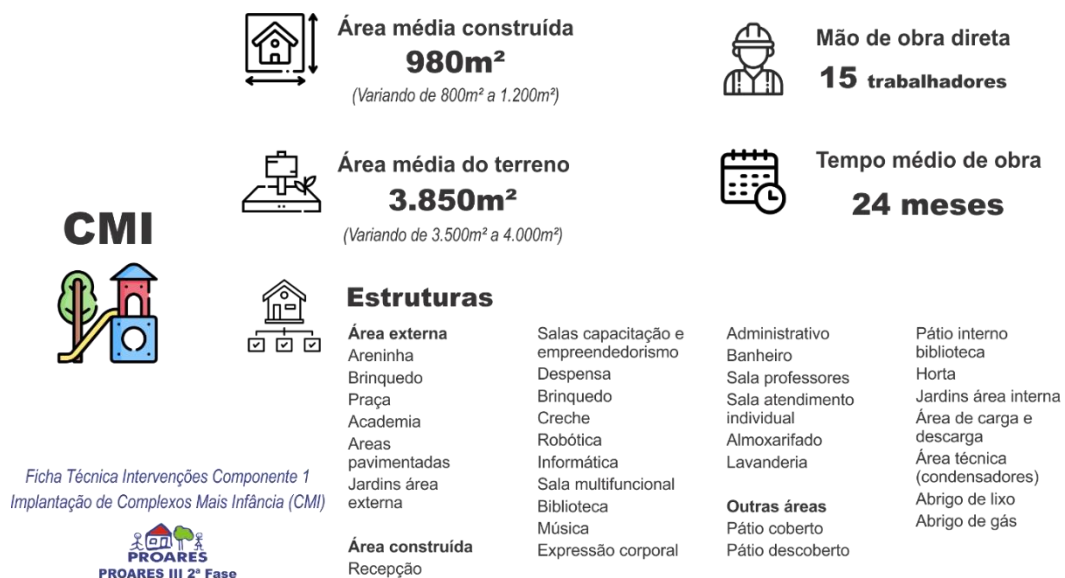 Área média construída
980m²
(Variando de 800m² a 1.200m²)
Mão de obra direta
15 trabalhadores
Área média do terreno
3.850m²
(Variando de 3.500m² a 4.000m²)
Tempo médio de obra
24 meses
CMI
Estruturas
Área externa
Areninha
Brinquedo
Praça
Academia
Areas
pavimentadas
Jardins área
externa
Área construída
Recepção
Salas capacitação e
empreendedorismo
Despensa
Brinquedo
Creche
Robótica
Informática
Sala multifuncional
Biblioteca
Música
Expressão corporal
Administrativo
Banheiro
Sala professores
Sala atendimento
individual
Almoxarifado
Lavanderia
Outras áreas
Pátio coberto
Pátio descoberto
Pátio interno
biblioteca
Horta
Jardins área interna
Área de carga e
descarga
Área técnica
(condensadores)
Abrigo de lixo
Abrigo de gás
Ficha Técnica Intervenções Componente 1
Implantação de Complexos Mais Infância (CMI)
PROARES
PROARES III 2ª Fase